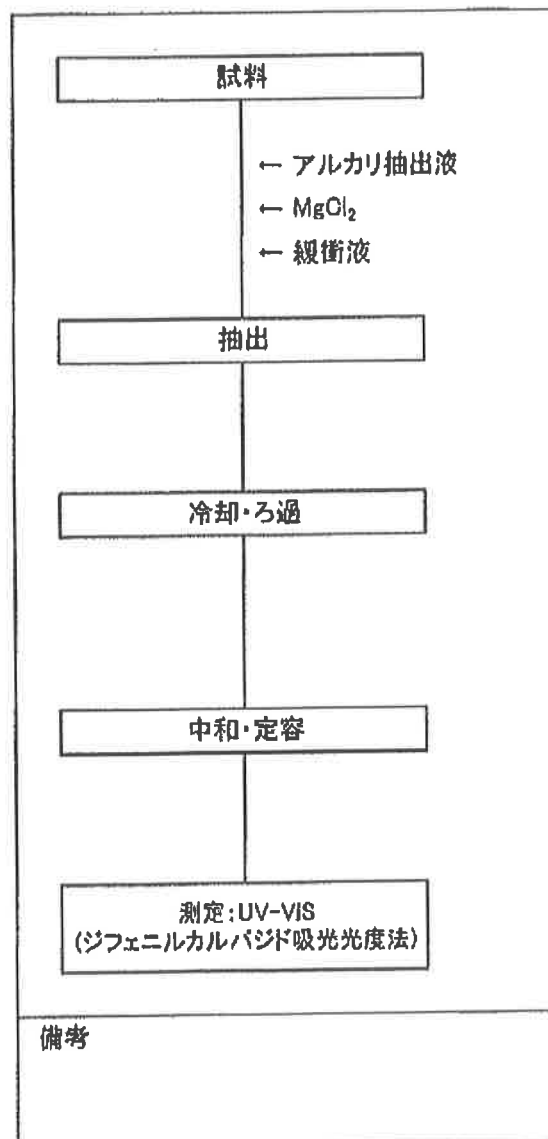 試料
← アルカリ抽出液
← MgCl₂
← 緩衝液
抽出
冷却・ろ過
中和・定容
測定:UV-VIS
(ジフェニルカルバジド吸光光度法)
備考